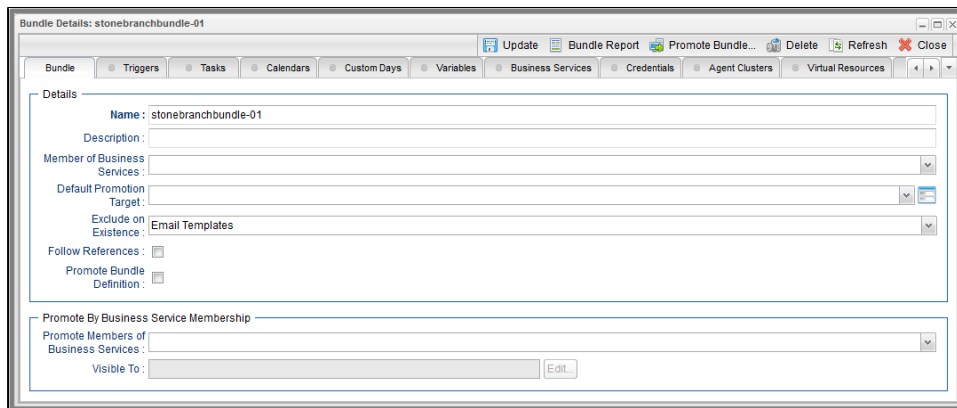 Bundle Details: stonebranchbundle-01
Update Bundle Report Promote Bundle... Delete Refresh Close
Bundle Triggers Tasks Calendars Custom Days Variables Business Services Credentials Agent Clusters Virtual Resources
Details
Name : stonebranchbundle-01
Description :
Member of Business
Services :
Default Promotion
Target :
Exclude on
Existence : Email Templates
Follow References :
Promote Bundle
Definition :
Promote By Business Service Membership
Promote Members of
Business Services :
Visible To : Edit...